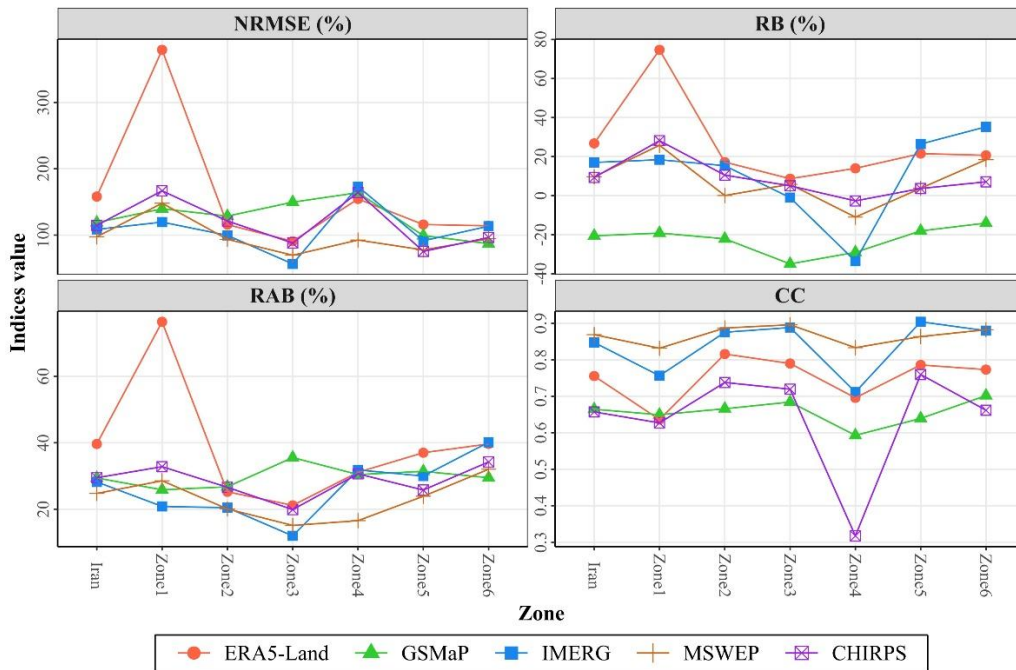 NRMSE (%)
RB (%)
300
200
100
80
60
40
20
0
-20
-40
RAB (%)
CC
60
40
20
0.9
0.8
0.7
0.6
0.5
0.4
0.3
Indices value
Iran
Zone1
Zone2
Zone3
Zone4
Zone5
Zone6
Iran
Zone1
Zone2
Zone3
Zone4
Zone5
Zone6
Zone
ERA5-Land GSMaP IMERG MSWEP CHIRPS